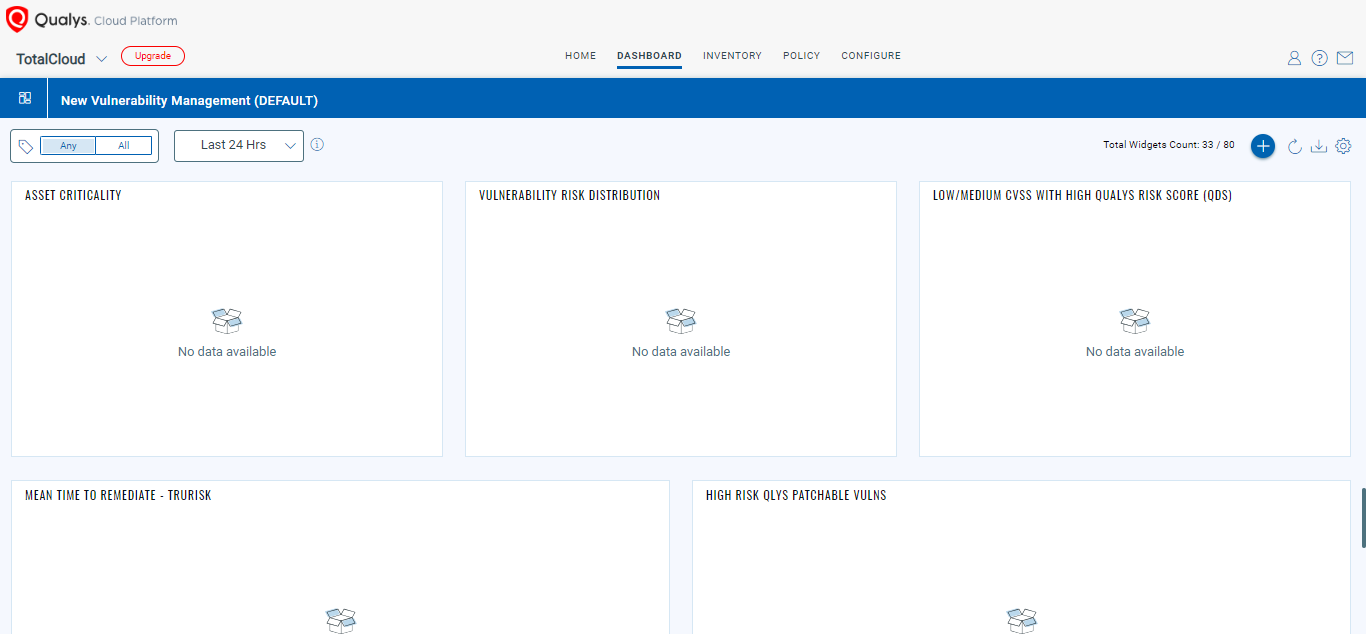 Qualys. Cloud Platform
TotalCloud
Upgrade
HOME
DASHBOARD
INVENTORY
POLICY
CONFIGURE
New Vulnerability Management (DEFAULT)
Any
All
Last 24 Hrs
Total Widgets Count: 33 / 80
ASSET CRITICALITY
VULNERABILITY RISK DISTRIBUTION
LOW/MEDIUM CVSS WITH HIGH QUALYS RISK SCORE (QDS)
No data available
No data available
No data available
MEAN TIME TO REMEDIATE - TRURISK
HIGH RISK QLYS PATCHABLE VULNS